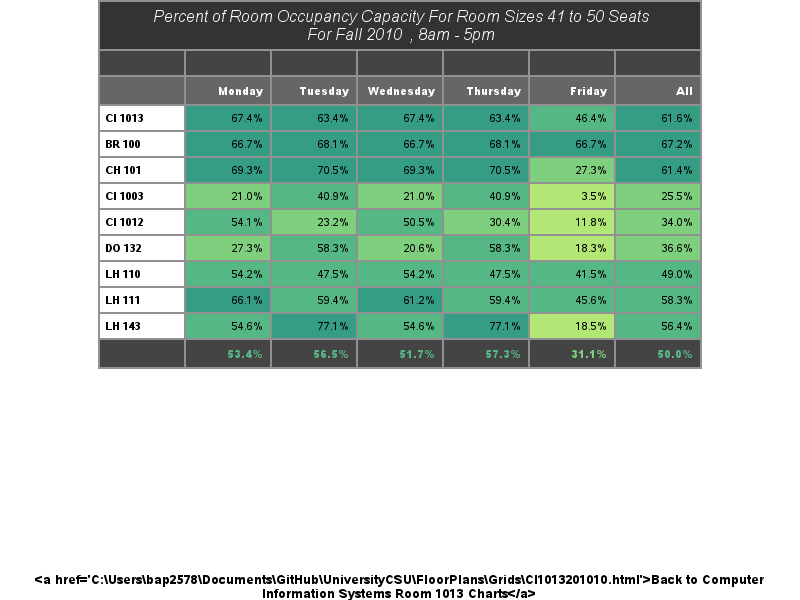 Percent of Room Occupancy Capacity For Room Sizes 41 to 50 Seats
For Fall 2010 , 8am - 5pm
Monday Tuesday Wednesday Thursday Friday All
CI 1013 67.4% 63.4% 67.4% 63.4% 46.4% 61.6%
BR 100 66.7% 68.1% 66.7% 68.1% 66.7% 67.2%
CH 101 69.3% 70.5% 69.3% 70.5% 27.3% 61.4%
CI 1003 21.0% 40.9% 21.0% 40.9% 3.5% 25.5%
CI 1012 54.1% 23.2% 50.5% 30.4% 11.8% 34.0%
DO 132 27.3% 58.3% 20.6% 58.3% 18.3% 36.6%
LH 110 54.2% 47.5% 54.2% 47.5% 41.5% 49.0%
LH 111 66.1% 59.4% 61.2% 59.4% 45.6% 58.3%
LH 143 54.6% 77.1% 54.6% 77.1% 18.5% 56.4%
53.4% 56.5% 51.7% 57.3% 31.1% 50.0%
<a href='C:\Users\bap2578\Documents\GitHub\UniversityCSU\FloorPlans\Grids\CI1013201010.html'>Back to Computer
Information Systems Room 1013 Charts</a>